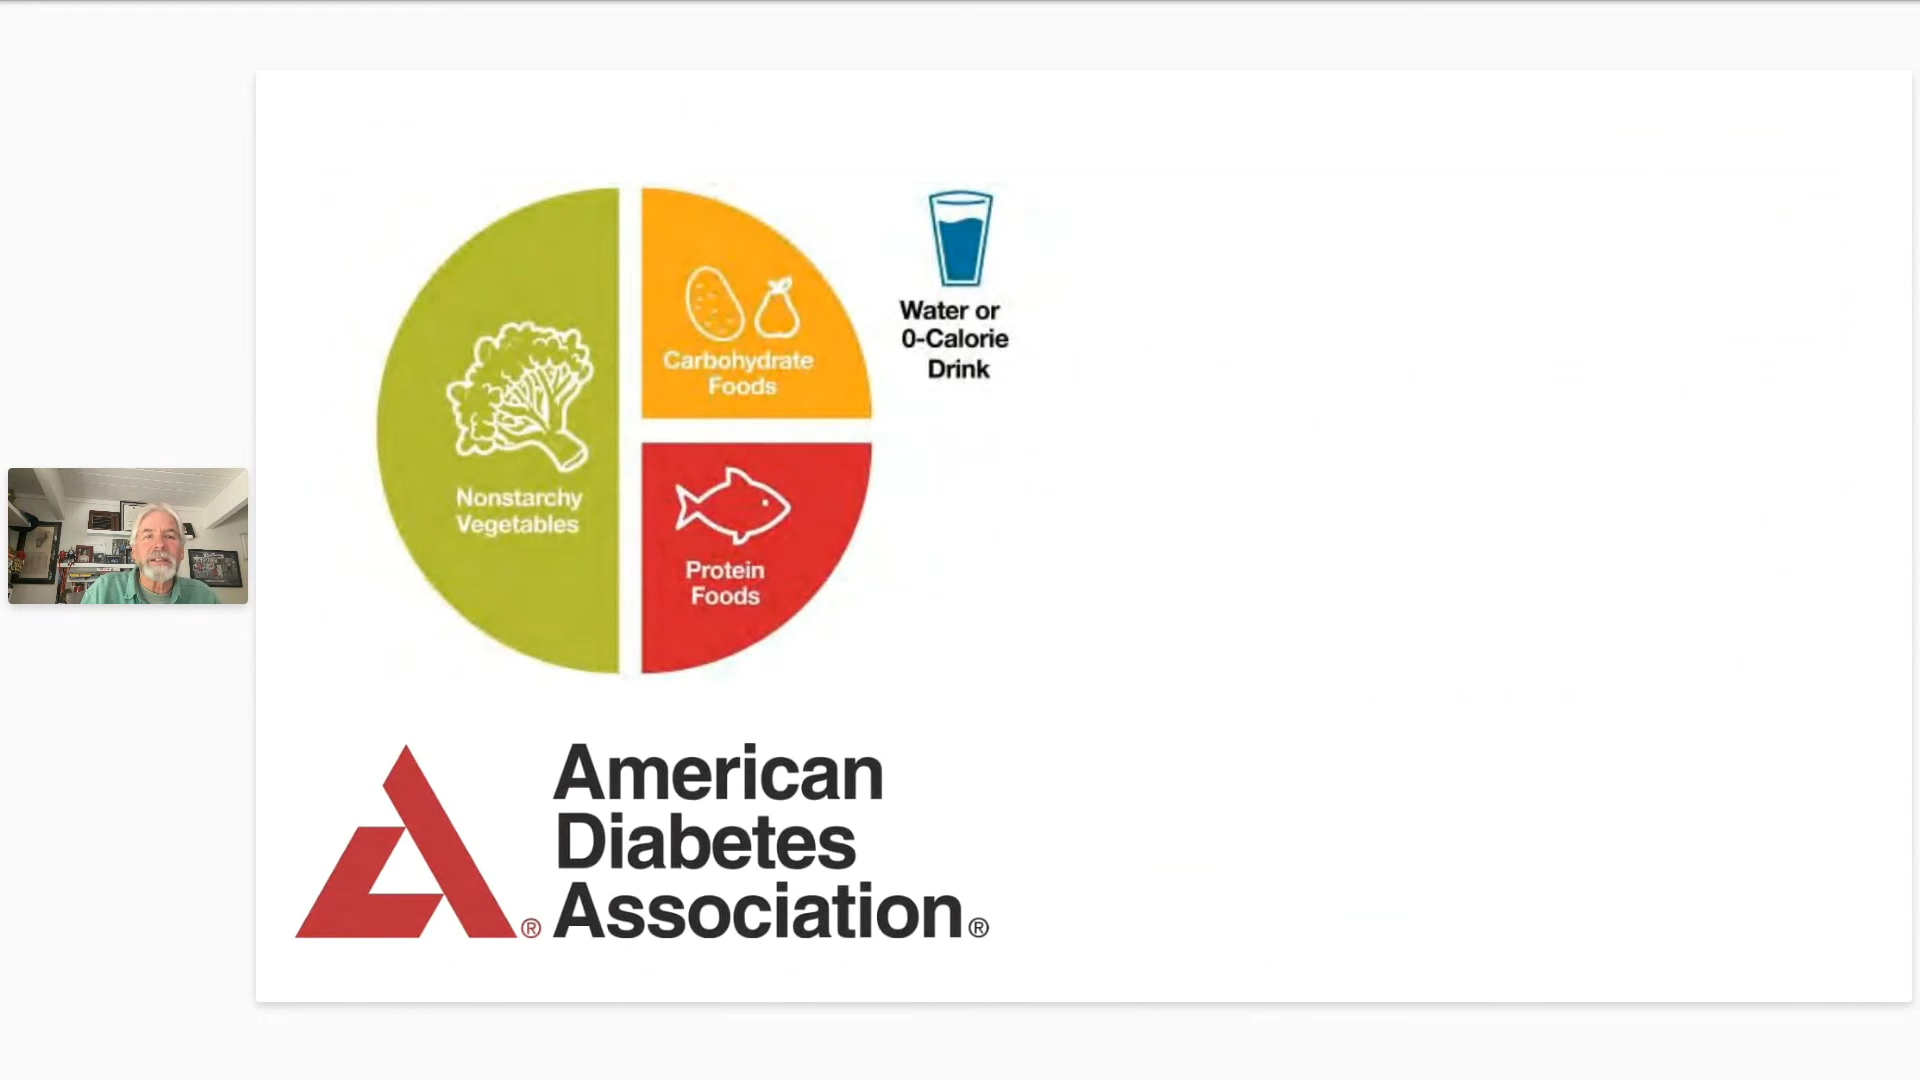 Nonstarchy
Vegetables
Carbohydrate
Foods
Protein
Foods
Water or
0-Calorie
Drink
American
Diabetes
® Association®